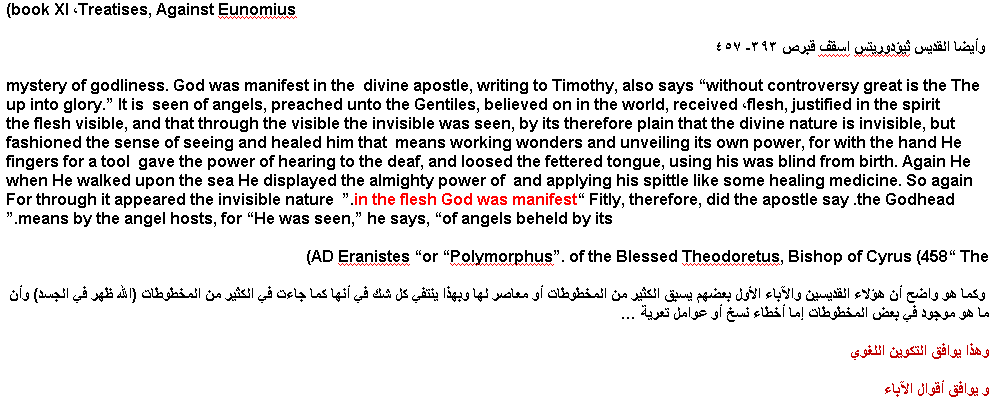 (book XI ،Treatises, Against Eunomius
وأيضا القديس ثيؤدوريتس اسقف قبرص ٣٩٣- ٤٥٧
mystery of godliness. God was manifest in the divine apostle, writing to Timothy, also says “without controversy great is the The
up into glory.” It is seen of angels, preached unto the Gentiles, believed on in the world, received ،flesh, justified in the spirit
the flesh visible, and that through the visible the invisible was seen, by its therefore plain that the divine nature is invisible, but
fashioned the sense of seeing and healed him that means working wonders and unveiling its own power, for with the hand He
fingers for a tool gave the power of hearing to the deaf, and loosed the fettered tongue, using his was blind from birth. Again He
when He walked upon the sea He displayed the almighty power of and applying his spittle like some healing medicine. So again
For through it appeared the invisible nature ”.in the flesh God was manifest“ Fitly, therefore, did the apostle say .the Godhead
”.means by the angel hosts, for “He was seen,” he says, “of angels beheld by its
(AD Eranistes “or “Polymorphus”. of the Blessed Theodoretus, Bishop of Cyrus (458“ The
وكما هو واضح أن هؤلاء القديسين والآباء الأول بعضهم يسبق الكثير من المخطوطات أو معاصر لها وبهذا ينتفي كل شك في أنها كما جاءت في الكثير من المخطوطات (الله ظهر في الجسد) وأن
ما هو موجود في بعض المخطوطات إما أخطاء نسخ أو عوامل تعرية ...
وهذا يوافق التكوين اللغوي
و يوافق أقوال الآباء